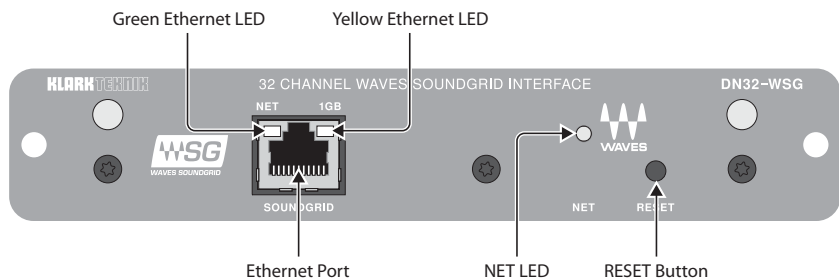 Green Ethernet LED
Yellow Ethernet LED
KLARK TEKNIK
32 CHANNEL WAVES SOUNDGRID INTERFACE
DN32-WSG
NET
1GB
WSG
WAVES SOUNDGRID
WAVES
SOUNDGRID
NET
RESET
Ethernet Port
NET LED
RESET Button